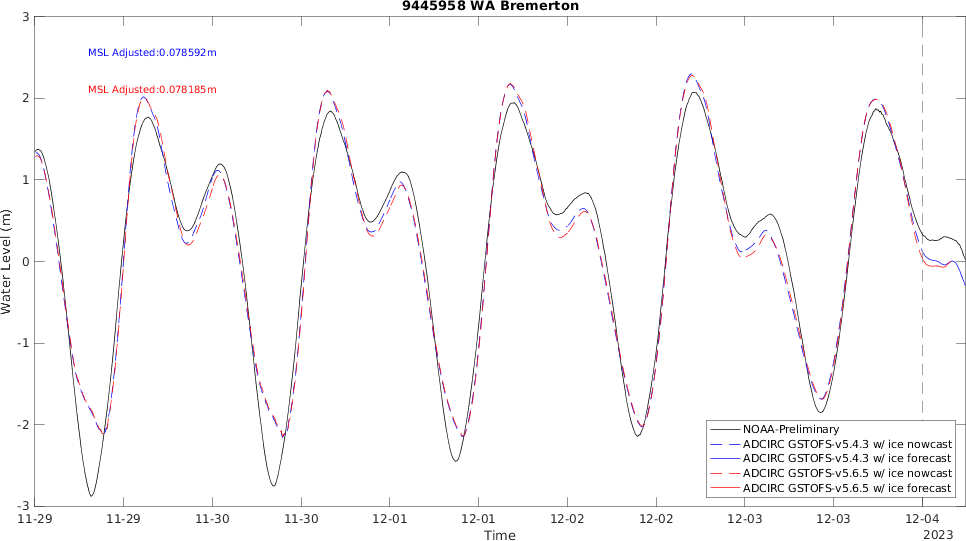 9445958 WA Bremerton
MSL Adjusted:0.078592m
MSL Adjusted:0.078185m
Water Level (m)
3
2
1
0
-1
-2
-3
NOAA-Preliminary
ADCIRC GSTOFS-v5.4.3 w/ ice nowcast
ADCIRC GSTOFS-v5.4.3 w/ ice forecast
ADCIRC GSTOFS-v5.6.5 w/ ice nowcast
ADCIRC GSTOFS-v5.6.5 w/ ice forecast
11-29 11-29 11-30 11-30 12-01 12-01 12-02 12-02 12-03 12-03 12-04
Time
2023